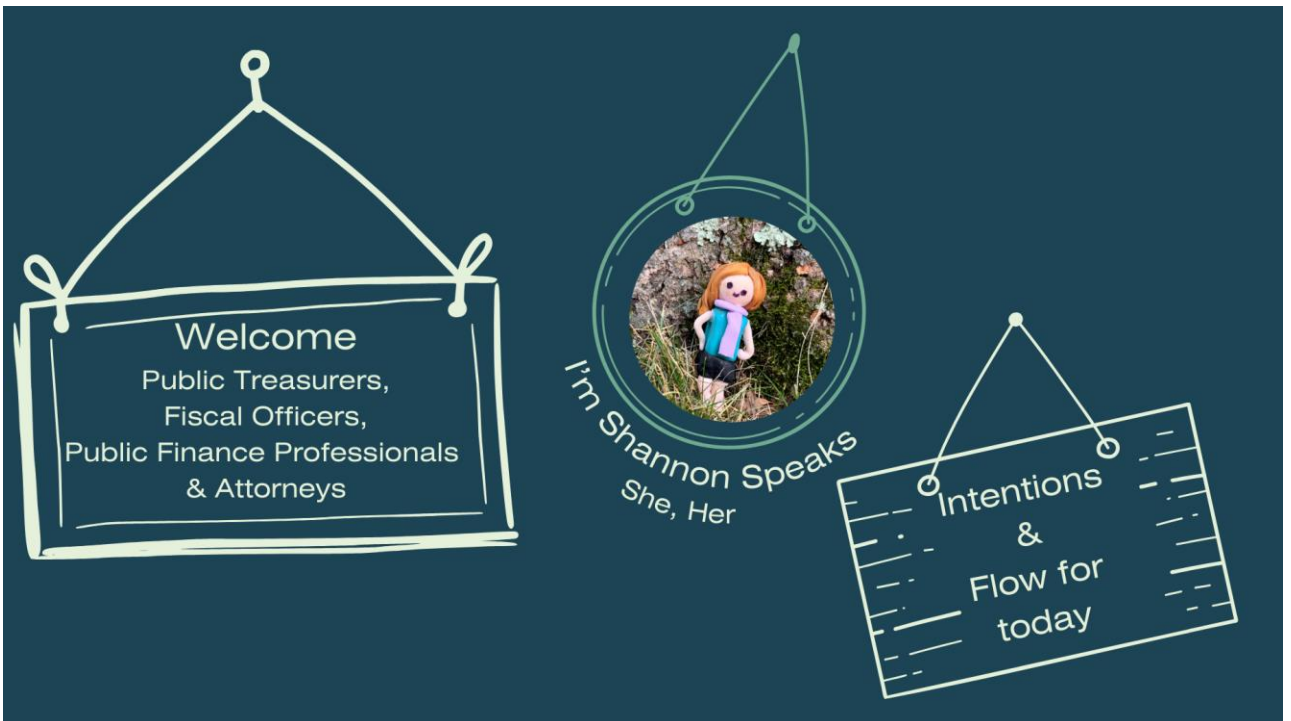 Welcome
Public Treasurers,
Fiscal Officers,
Public Finance Professionals
& Attorneys
I'm Shannon Speaks
She, Her
Intentions
&
Flow for
today